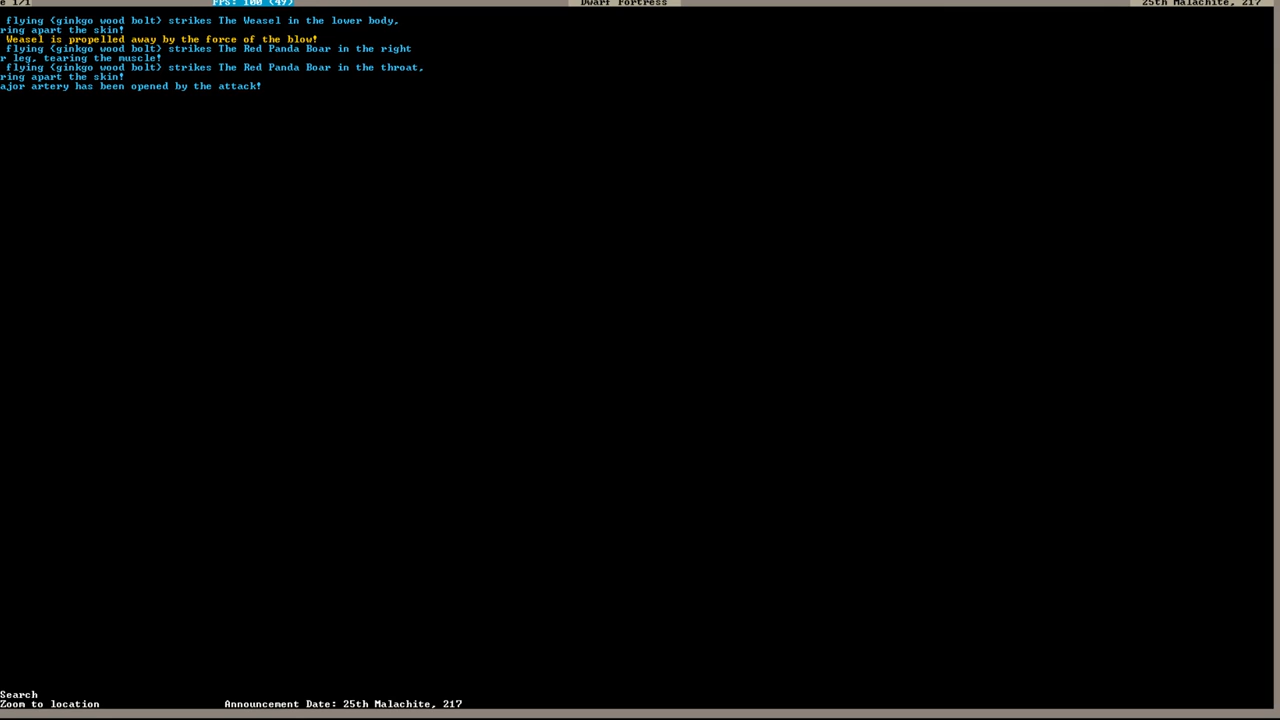 e 1/1 FPS: 100 (49) Dwarf Fortress 25th Malachite, 217
flying <ginkgo wood bolt> strikes The Weasel in the lower body,
ring apart the skin!
Weasel is propelled away by the force of the blow!
flying <ginkgo wood bolt> strikes The Red Panda Boar in the right
r leg, tearing the muscle!
flying <ginkgo wood bolt> strikes The Red Panda Boar in the throat,
ring apart the skin!
ajor artery has been opened by the attack!
Search
Zoom to location Announcement Date: 25th Malachite, 217